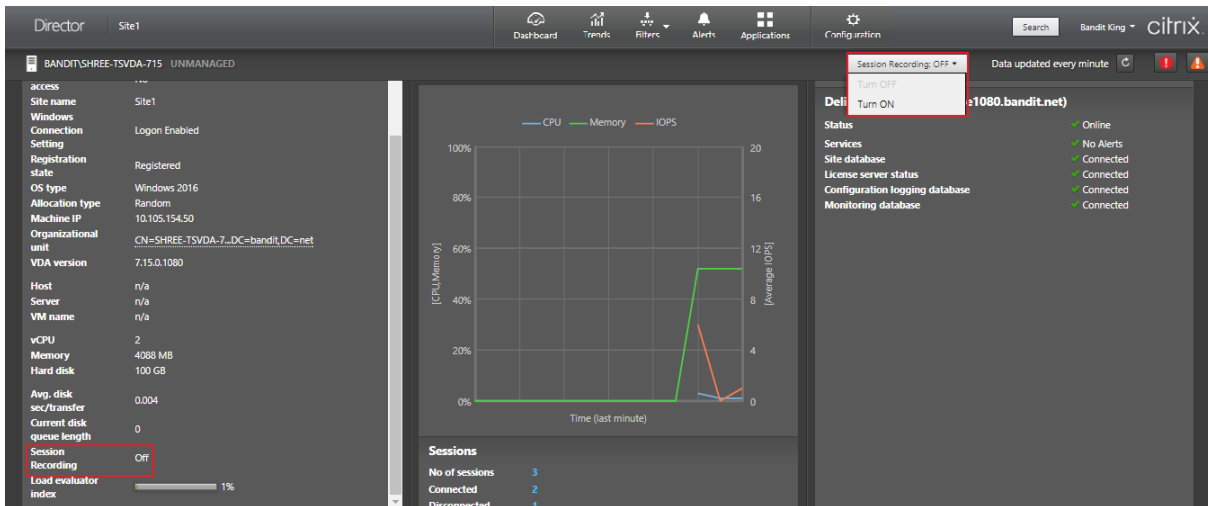 Director
Site1
Dashboard
Trends
Filters
Alerts
Applications
Configuration
Search
Bandit King
citrix
BANDIT\SHREE-TSVDA-715 UNMANAGED
Session Recording: OFF
Data updated every minute
Turn OFF
Turn ON
access
No
Site name Site1
Windows
Connection
Setting
Logon Enabled
Registration
state
Registered
OS type Windows 2016
Allocation type Random
Machine IP 10.105.154.50
Organizational
unit
CN=SHREE-TSVDA-7...DC=bandit,DC=net
VDA version 7.15.0.1080
Host n/a
Server n/a
VM name n/a
vCPU 2
Memory 4088 MB
Hard disk 100 GB
Avg. disk
sec/transfer
0.004
Current disk
queue length
0
Session
Recording
Off
Load evaluator
index
1%
CPU Memory IOPS
100% 20
80% 16
60% 12
40% 8
20% 4
0% 0
[CPU,Memory]
[Average IOPS]
Time (last minute)
Sessions
No of sessions 3
Connected 2
Disconnected 1
Deli
e1080.bandit.net)
Status Online
Services No Alerts
Site database Connected
License server status Connected
Configuration logging database Connected
Monitoring database Connected